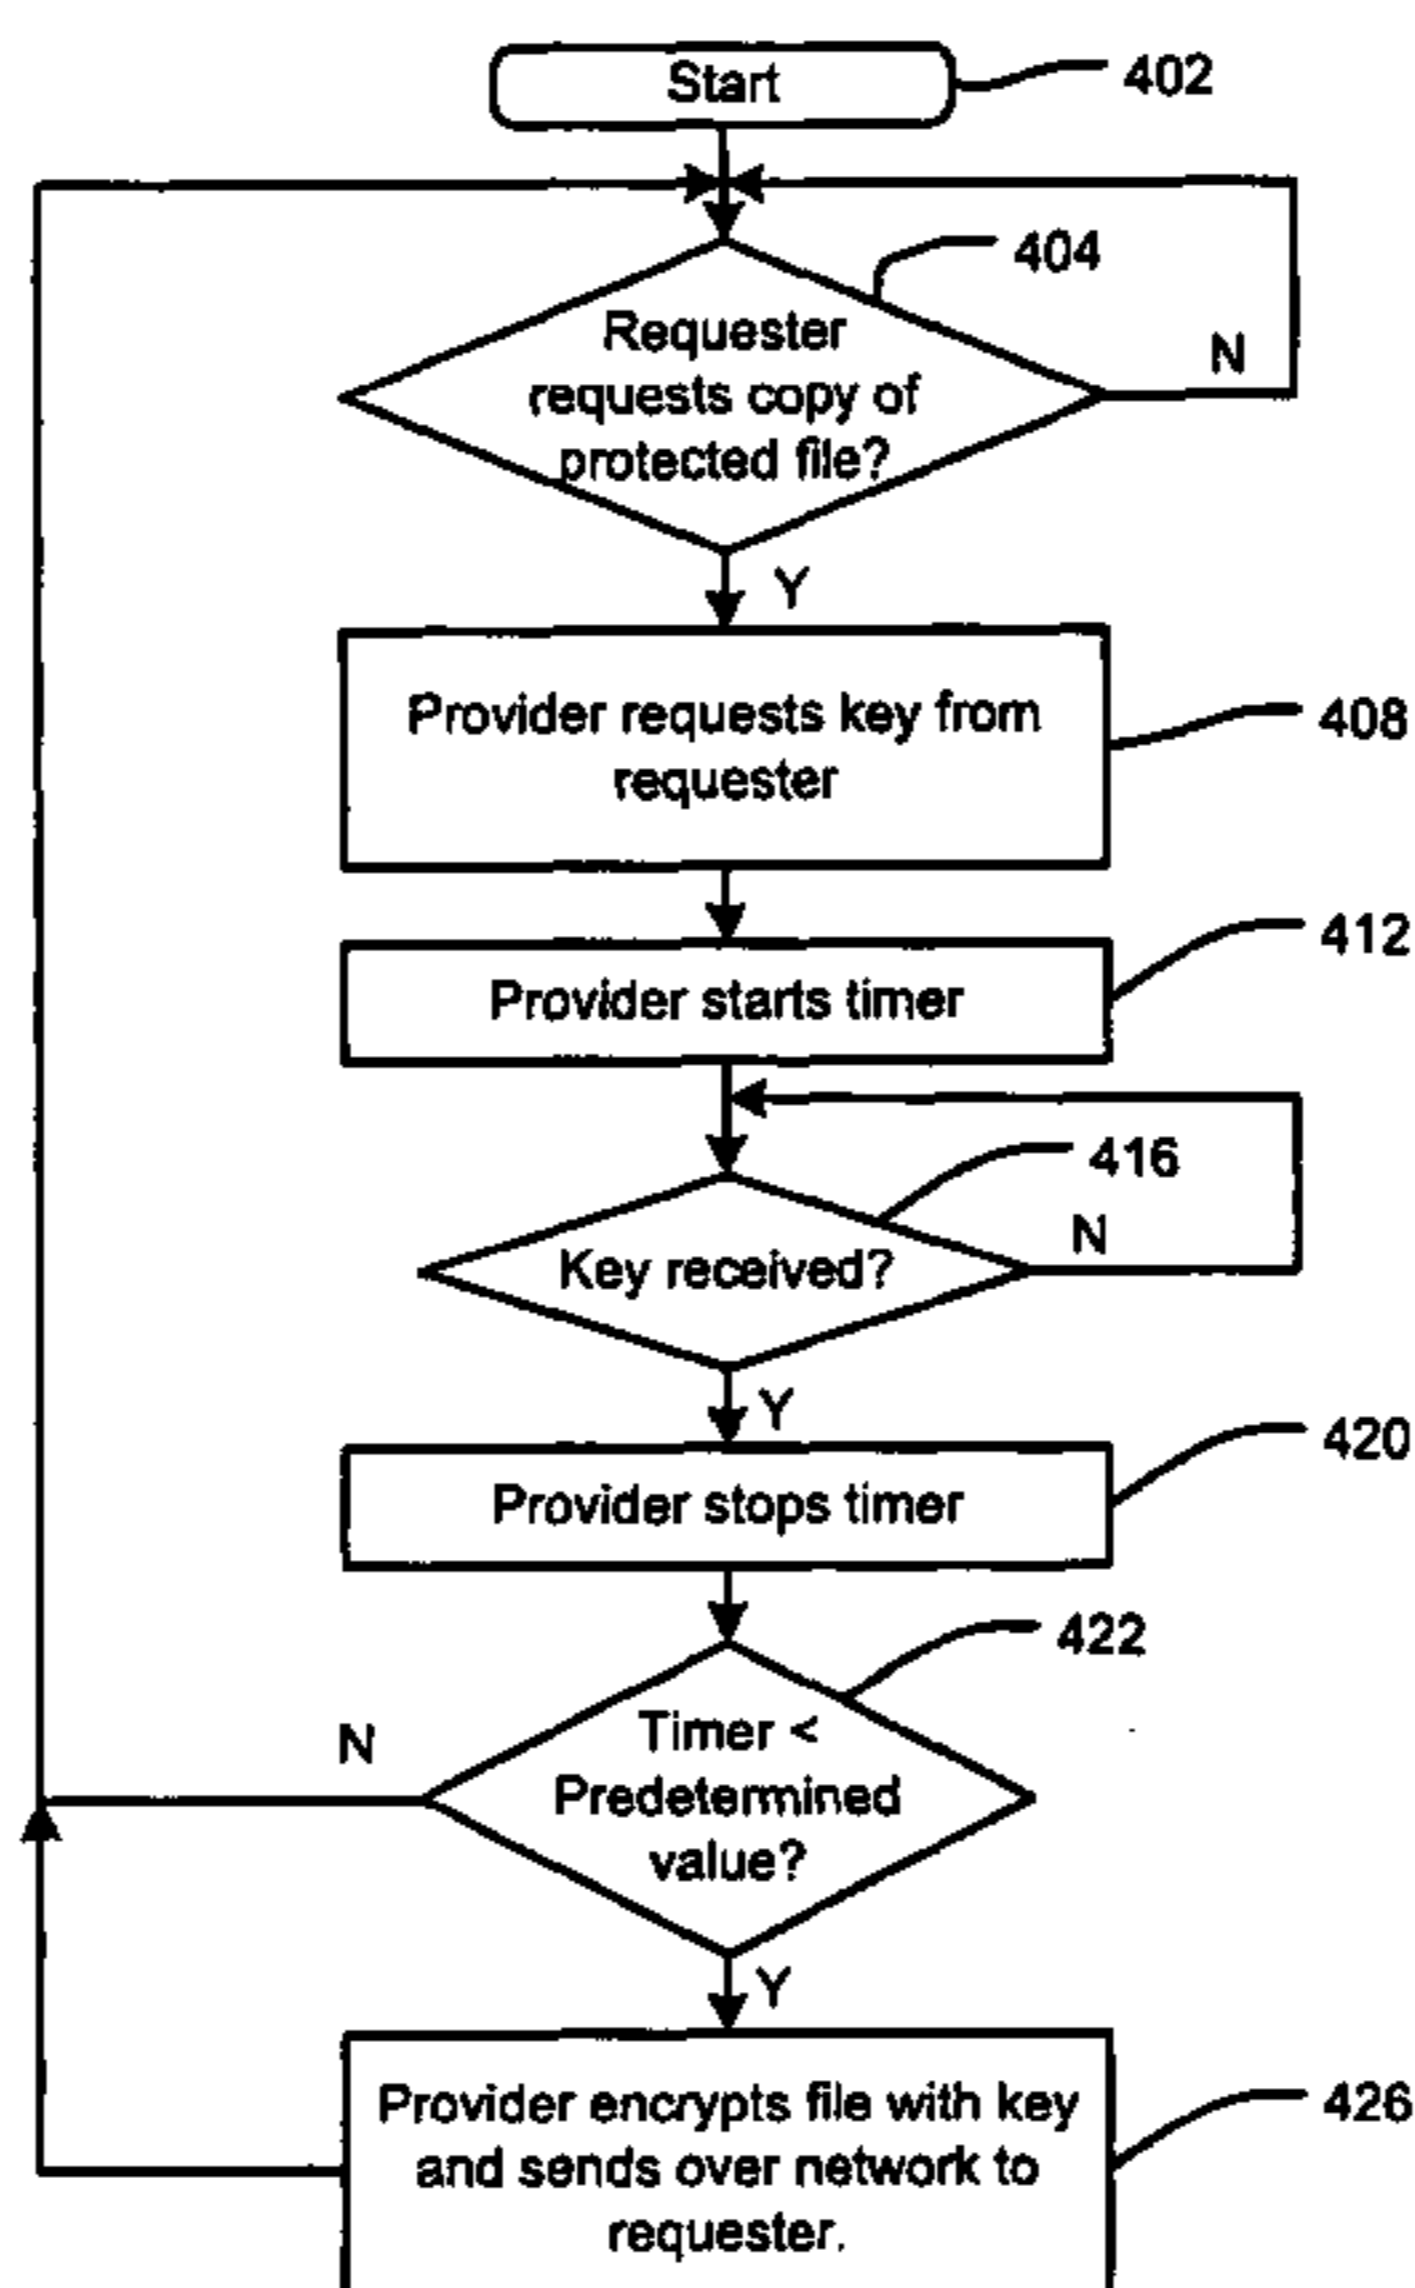 Start
402
404
Requester
requests copy of
protected file?
N
Y
Provider requests key from
requester
408
412
Provider starts timer
416
Key received?
N
Y
420
Provider stops timer
422
Timer <
Predetermined
value?
N
Y
Provider encrypts file with key
and sends over network to
requester.
426